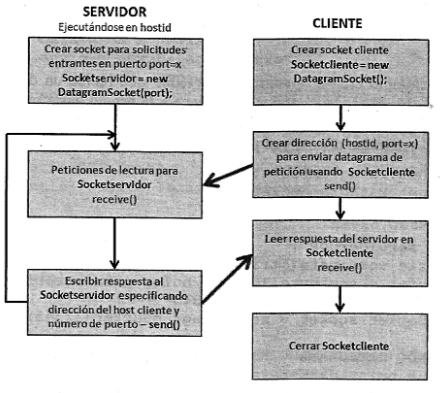 SERVIDOR
Ejecutándose en hostid
Crear socket para solicitudes
entrantes en puerto port=x
Socketservidor = new
DatagramSocket(port);
Peticiones de lectura para
Socketservidor
receive()
Escribir respuesta al
Socketservidor especificando
dirección del host cliente y
número de puerto – send()
CLIENTE
Crear socket cliente
Socketcliente = new
DatagramSocket();
Crear dirección (hostid, port=x)
para enviar datagrama de
petición usando Socketcliente
send()
Leer respuesta del servidor en
Socketcliente
receive()
Cerrar Socketcliente